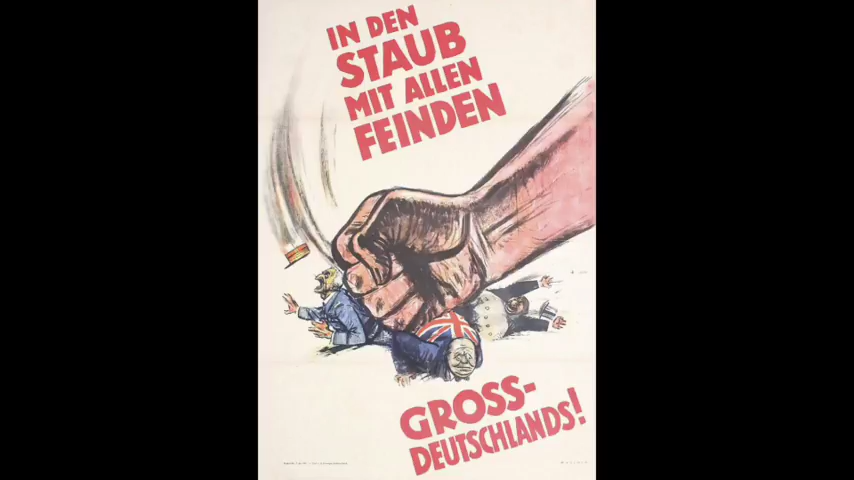 IN DEN
STAUB
MIT ALLEN
FEINDEN
GROSS-
DEUTSCHLANDS!